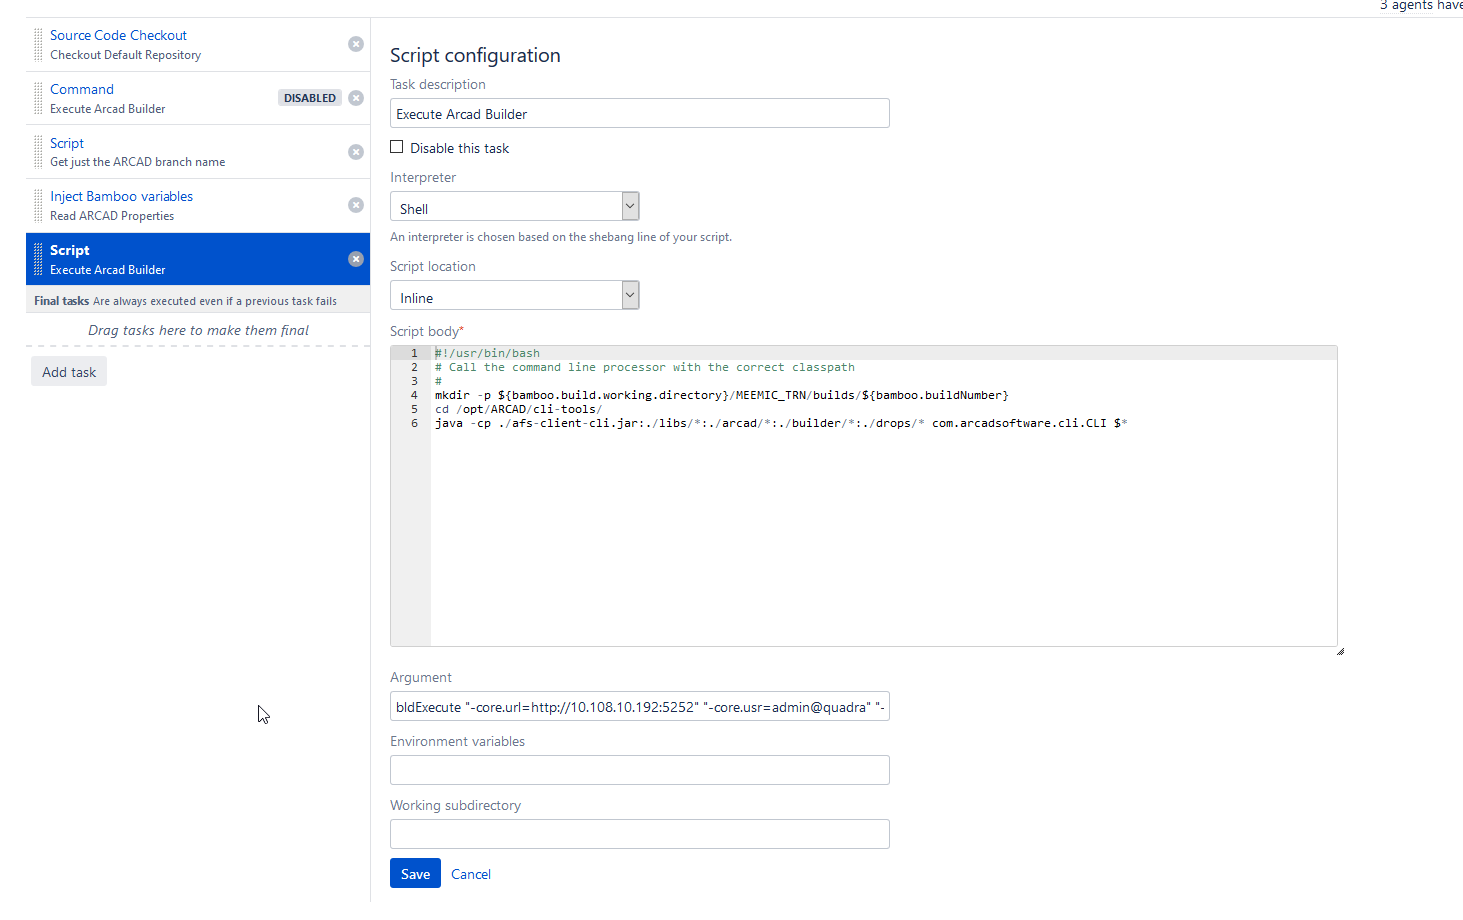 3 agents have
Source Code Checkout
Checkout Default Repository
Command
DISABLED
Execute Arcad Builder
Script
Get just the ARCAD branch name
Inject Bamboo variables
Read ARCAD Properties
Script
Execute Arcad Builder
Final tasks Are always executed even if a previous task fails
Drag tasks here to make them final
Add task
Script configuration
Task description
Execute Arcad Builder
Disable this task
Interpreter
Shell
An interpreter is chosen based on the shebang line of your script.
Script location
Inline
Script body*
1 #!/usr/bin/bash
2 # Call the command line processor with the correct classpath
3 #
4 mkdir -p ${bamboo.build.working.directory}/MEEMIC_TRN/builds/${bamboo.buildNumber}
5 cd /opt/ARCAD/cli-tools/
6 java -cp ./afs-client-cli.jar:./libs/*:./arcad/*:./builder/*:./drops/* com.arcadsoftware.cli.CLI $*
Argument
bldExecute "-core.url=http://10.108.10.192:5252" "-core.usr=admin@quadra" "-
Environment variables
Working subdirectory
Save
Cancel